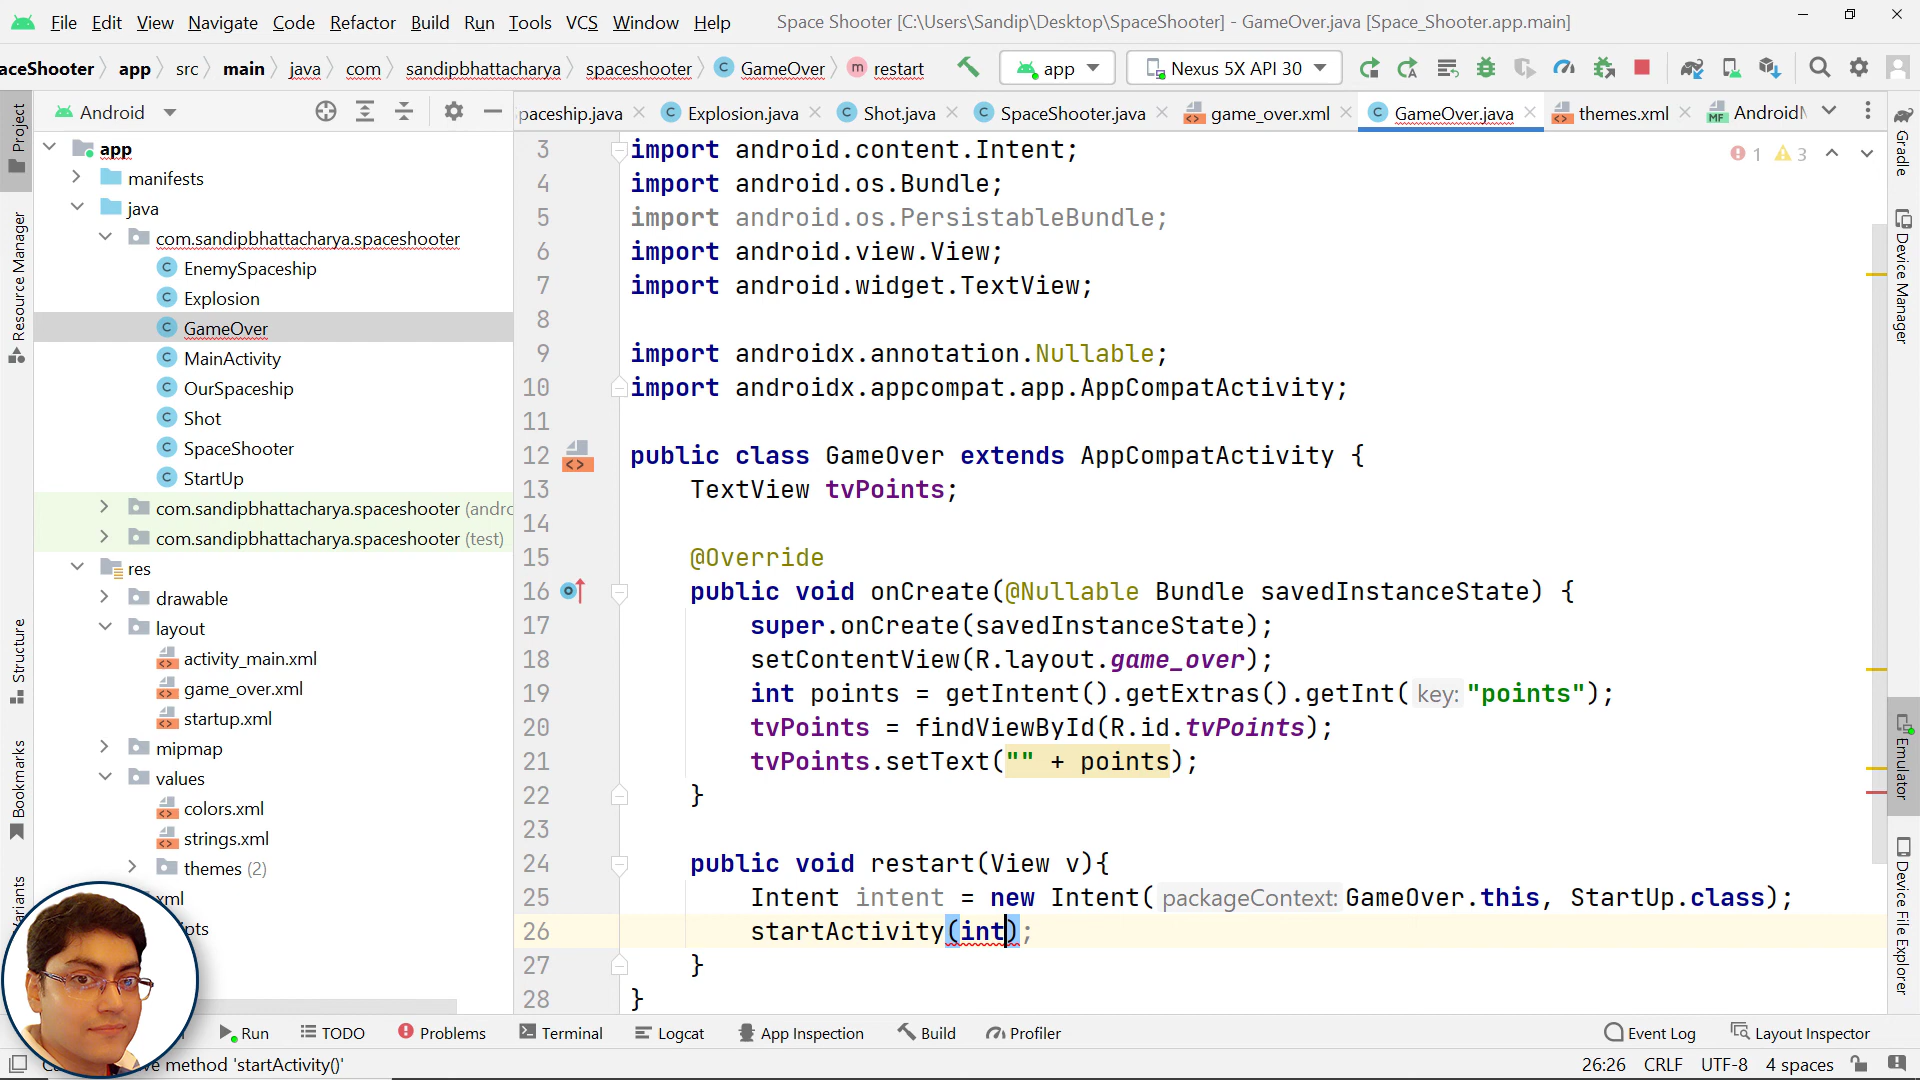 File Edit View Navigate Code Refactor Build Run Tools VCS Window Help Space Shooter [C:\Users\Sandip\Desktop\SpaceShooter] - GameOver.java [Space_Shooter.app.main]
aceShooter app src main java com sandipbhattacharya spaceshooter GameOver restart app Nexus 5X API 30
Android
paceship.java Explosion.java Shot.java SpaceShooter.java game_over.xml GameOver.java themes.xml AndroidM
Project
Resource Manager
Structure
Bookmarks
app
manifests
java
com.sandipbhattacharya.spaceshooter
EnemySpaceship
Explosion
GameOver
MainActivity
OurSpaceship
Shot
SpaceShooter
StartUp
com.sandipbhattacharya.spaceshooter (andro
com.sandipbhattacharya.spaceshooter (test)
res
drawable
layout
activity_main.xml
game_over.xml
startup.xml
mipmap
values
colors.xml
strings.xml
themes (2)
xml
1 3
3 import android.content.Intent;
4 import android.os.Bundle;
5 import android.os.PersistableBundle;
6 import android.view.View;
7 import android.widget.TextView;
8
9 import androidx.annotation.Nullable;
10 import androidx.appcompat.app.AppCompatActivity;
11
12 public class GameOver extends AppCompatActivity {
13 TextView tvPoints;
14
15 @Override
16 public void onCreate(@Nullable Bundle savedInstanceState) {
17 super.onCreate(savedInstanceState);
18 setContentView(R.layout.game_over);
19 int points = getIntent().getExtras().getInt( key: "points");
20 tvPoints = findViewById(R.id.tvPoints);
21 tvPoints.setText("" + points);
22 }
23
24 public void restart(View v){
25 Intent intent = new Intent( packageContext: GameOver.this, StartUp.class);
26 startActivity(int);
27 }
28 }
Gradle
Device Manager
Emulator
Device File Explorer
Run TODO Problems Terminal Logcat App Inspection Build Profiler Event Log Layout Inspector
method 'startActivity()' 26:26 CRLF UTF-8 4 spaces